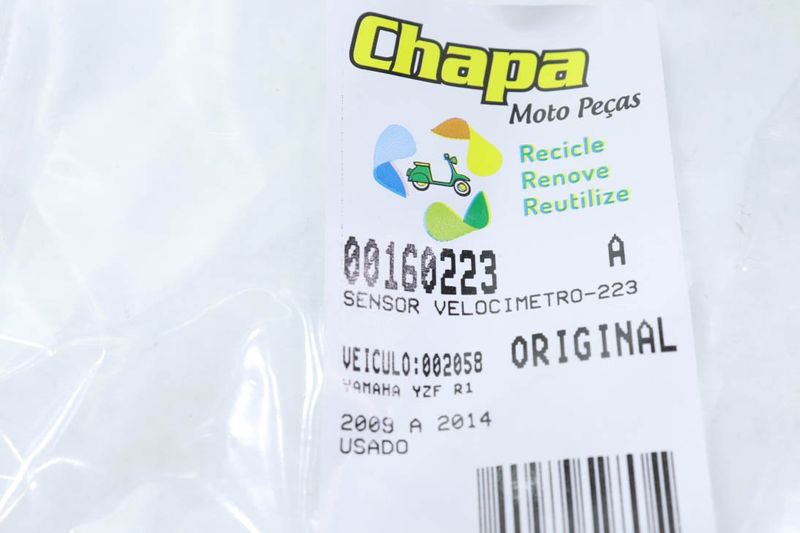 Chapa
Moto Peças
Recicle
Renove
Reutilize
00160223 A
SENSOR VELOCIMETRO-223
VEICULO:002058 ORIGINAL
YAMAHA YZF R1
2009 A 2014
USADO